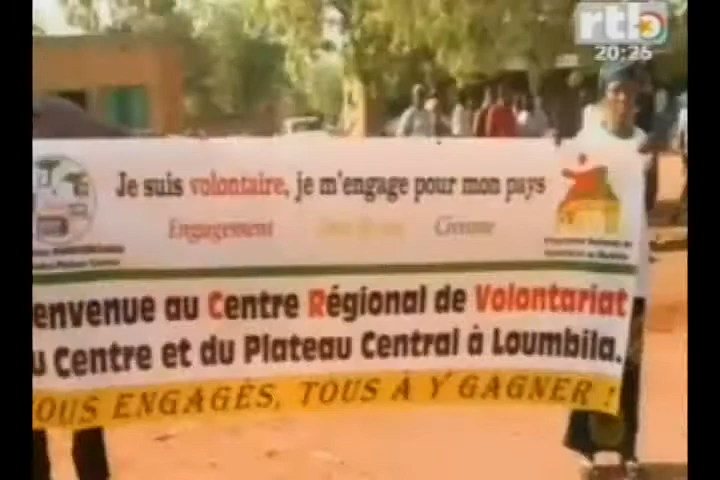 rtb
20:26
Je suis volontaire, je m'engage pour mon pays
Engagement Civisme
envenue au Centre Régional de Volontariat
u Centre et du Plateau Central à Loumbila.
OUS ENGAGÉS, TOUS À Y' GAGNER !